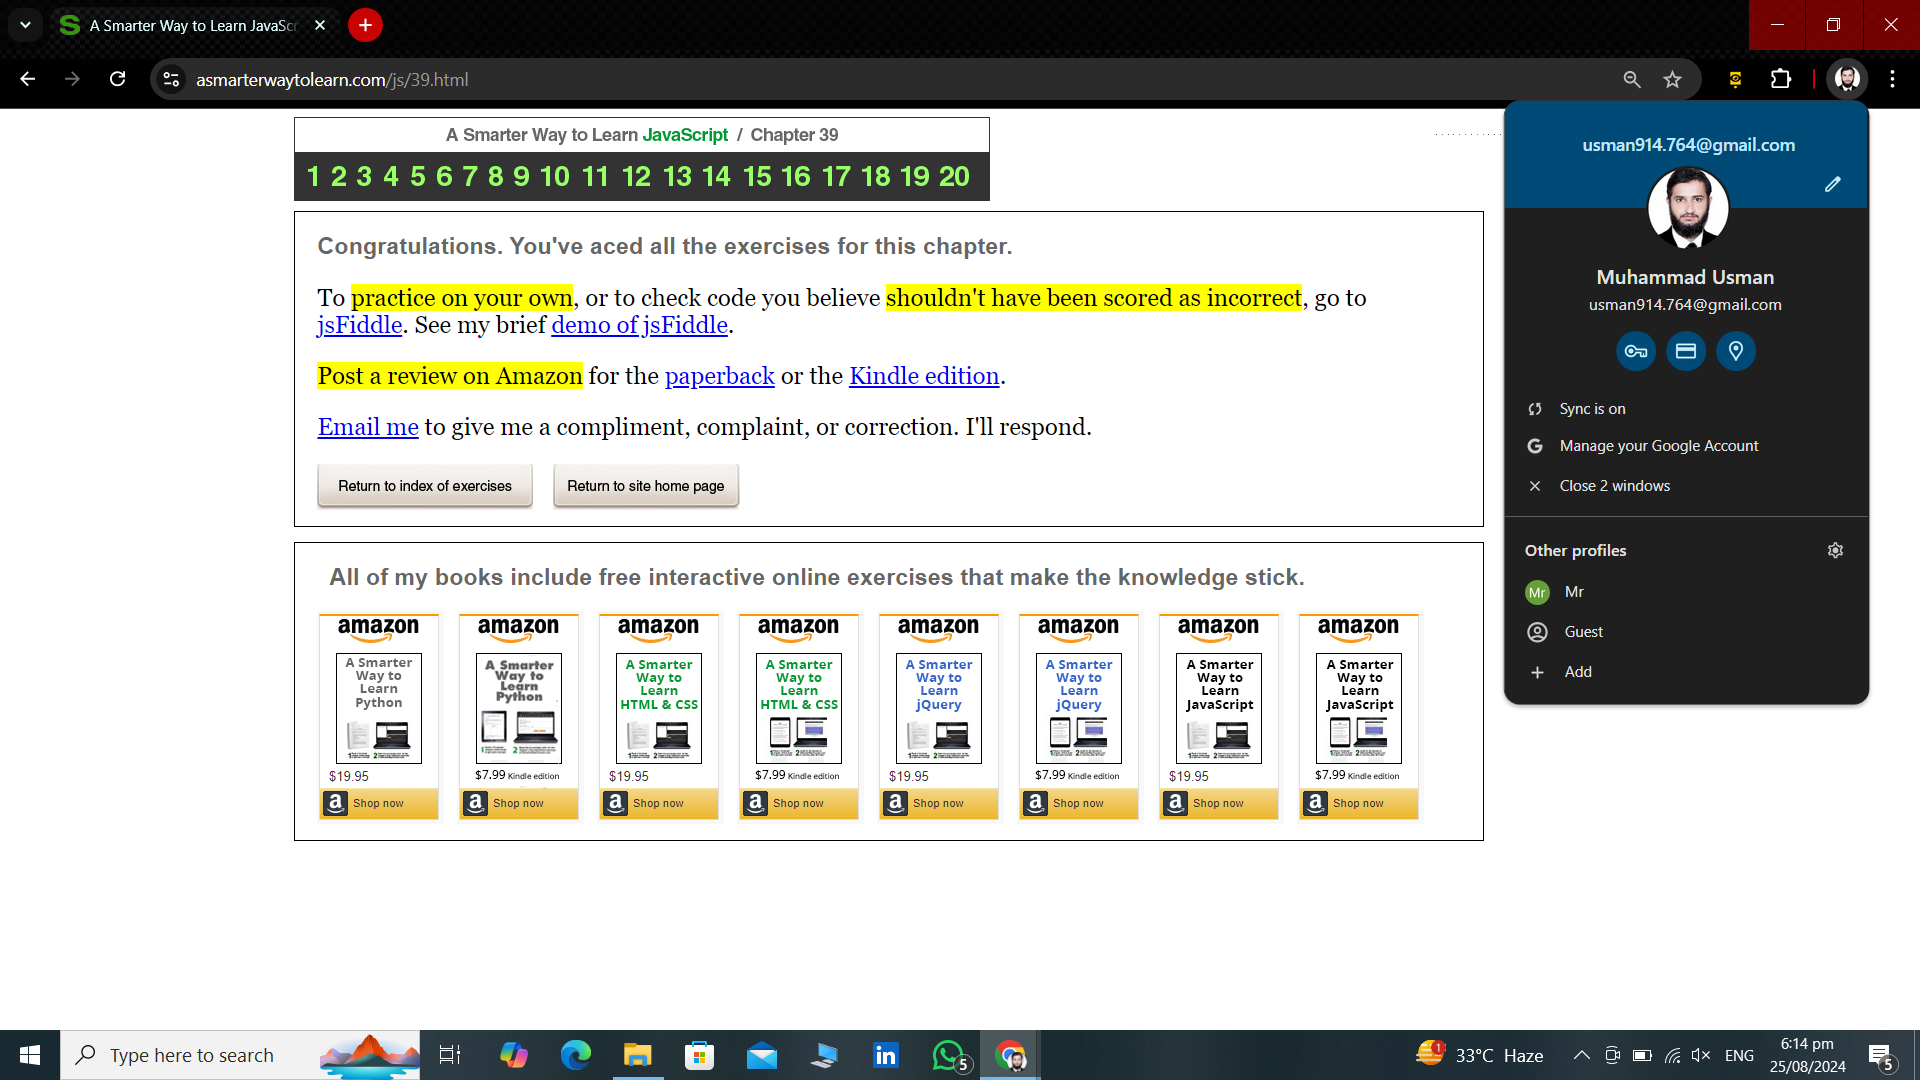 A Smarter Way to Learn JavaScr
asmarterwaytolearn.com/js/39.html
A Smarter Way to Learn JavaScript / Chapter 39
1 2 3 4 5 6 7 8 9 10 11 12 13 14 15 16 17 18 19 20
Congratulations. You've aced all the exercises for this chapter.
To practice on your own, or to check code you believe shouldn't have been scored as incorrect, go to
jsFiddle. See my brief demo of jsFiddle.
Post a review on Amazon for the paperback or the Kindle edition.
Email me to give me a compliment, complaint, or correction. I'll respond.
Return to index of exercises Return to site home page
usman914.764@gmail.com
Muhammad Usman
usman914.764@gmail.com
Sync is on
Manage your Google Account
Close 2 windows
Other profiles
Mr Mr
Guest
Add
All of my books include free interactive online exercises that make the knowledge stick.
amazon amazon amazon amazon amazon amazon amazon amazon
A Smarter A Smarter A Smarter A Smarter A Smarter A Smarter A Smarter A Smarter
Way to Way to Way to Way to Way to Way to Way to Way to
Learn Learn Learn Learn Learn Learn Learn Learn
Python Python HTML & CSS HTML & CSS jQuery jQuery JavaScript JavaScript
$19.95 $7.99 Kindle edition $19.95 $7.99 Kindle edition $19.95 $7.99 Kindle edition $19.95 $7.99 Kindle edition
a Shop now a Shop now a Shop now a Shop now a Shop now a Shop now a Shop now a Shop now
Type here to search
in
5
1
33°C Haze
ENG
6:14 pm
25/08/2024
5